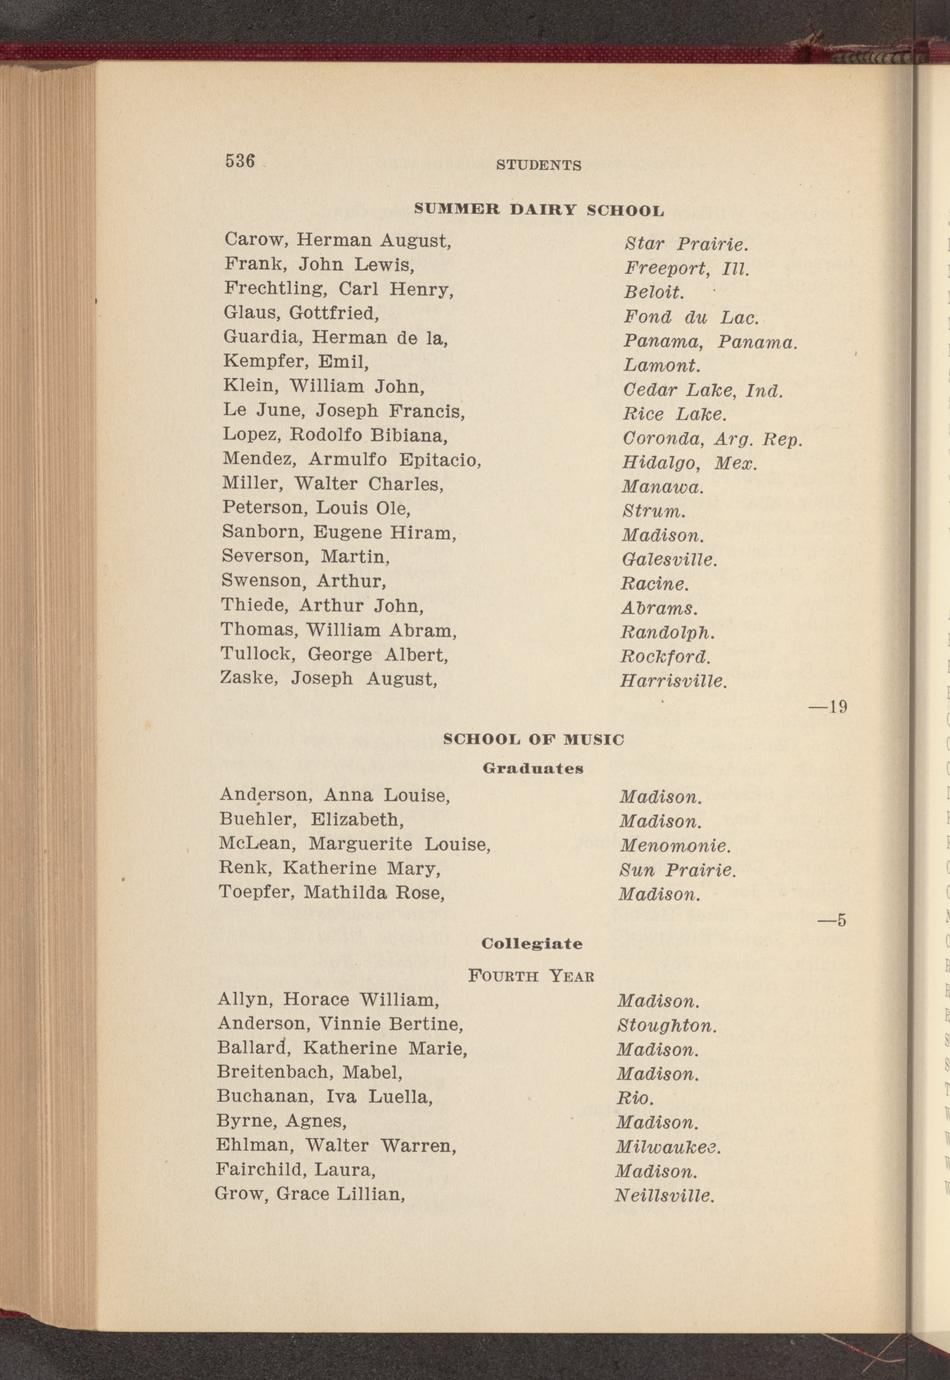 536
STUDENTS
SUMMER DAIRY SCHOOL
Carow, Herman August, Star Prairie.
Frank, John Lewis, Freeport, Ill.
Frechtling, Carl Henry, Beloit.
Glaus, Gottfried, Fond du Lac.
Guardia, Herman de la, Panama, Panama.
Kempfer, Emil, Lamont.
Klein, William John, Cedar Lake, Ind.
Le June, Joseph Francis, Rice Lake.
Lopez, Rodolfo Bibiana, Coronda, Arg. Rep.
Mendez, Armulfo Epitacio, Hidalgo, Mex.
Miller, Walter Charles, Manawa.
Peterson, Louis Ole, Strum.
Sanborn, Eugene Hiram, Madison.
Severson, Martin, Galesville.
Swenson, Arthur, Racine.
Thiede, Arthur John, Abrams.
Thomas, William Abram, Randolph.
Tullock, George Albert, Rockford.
Zaske, Joseph August, Harrisville.
—19
SCHOOL OF MUSIC
Graduates
Anderson, Anna Louise, Madison.
Buehler, Elizabeth, Madison.
McLean, Marguerite Louise, Menomonie.
Renk, Katherine Mary, Sun Prairie.
Toepfer, Mathilda Rose, Madison.
—5
Collegiate
FOURTH YEAR
Allyn, Horace William, Madison.
Anderson, Vinnie Bertine, Stoughton.
Ballard, Katherine Marie, Madison.
Breitenbach, Mabel, Madison.
Buchanan, Iva Luella, Rio.
Byrne, Agnes, Madison.
Ehlman, Walter Warren, Milwaukee.
Fairchild, Laura, Madison.
Grow, Grace Lillian, Neillsville.